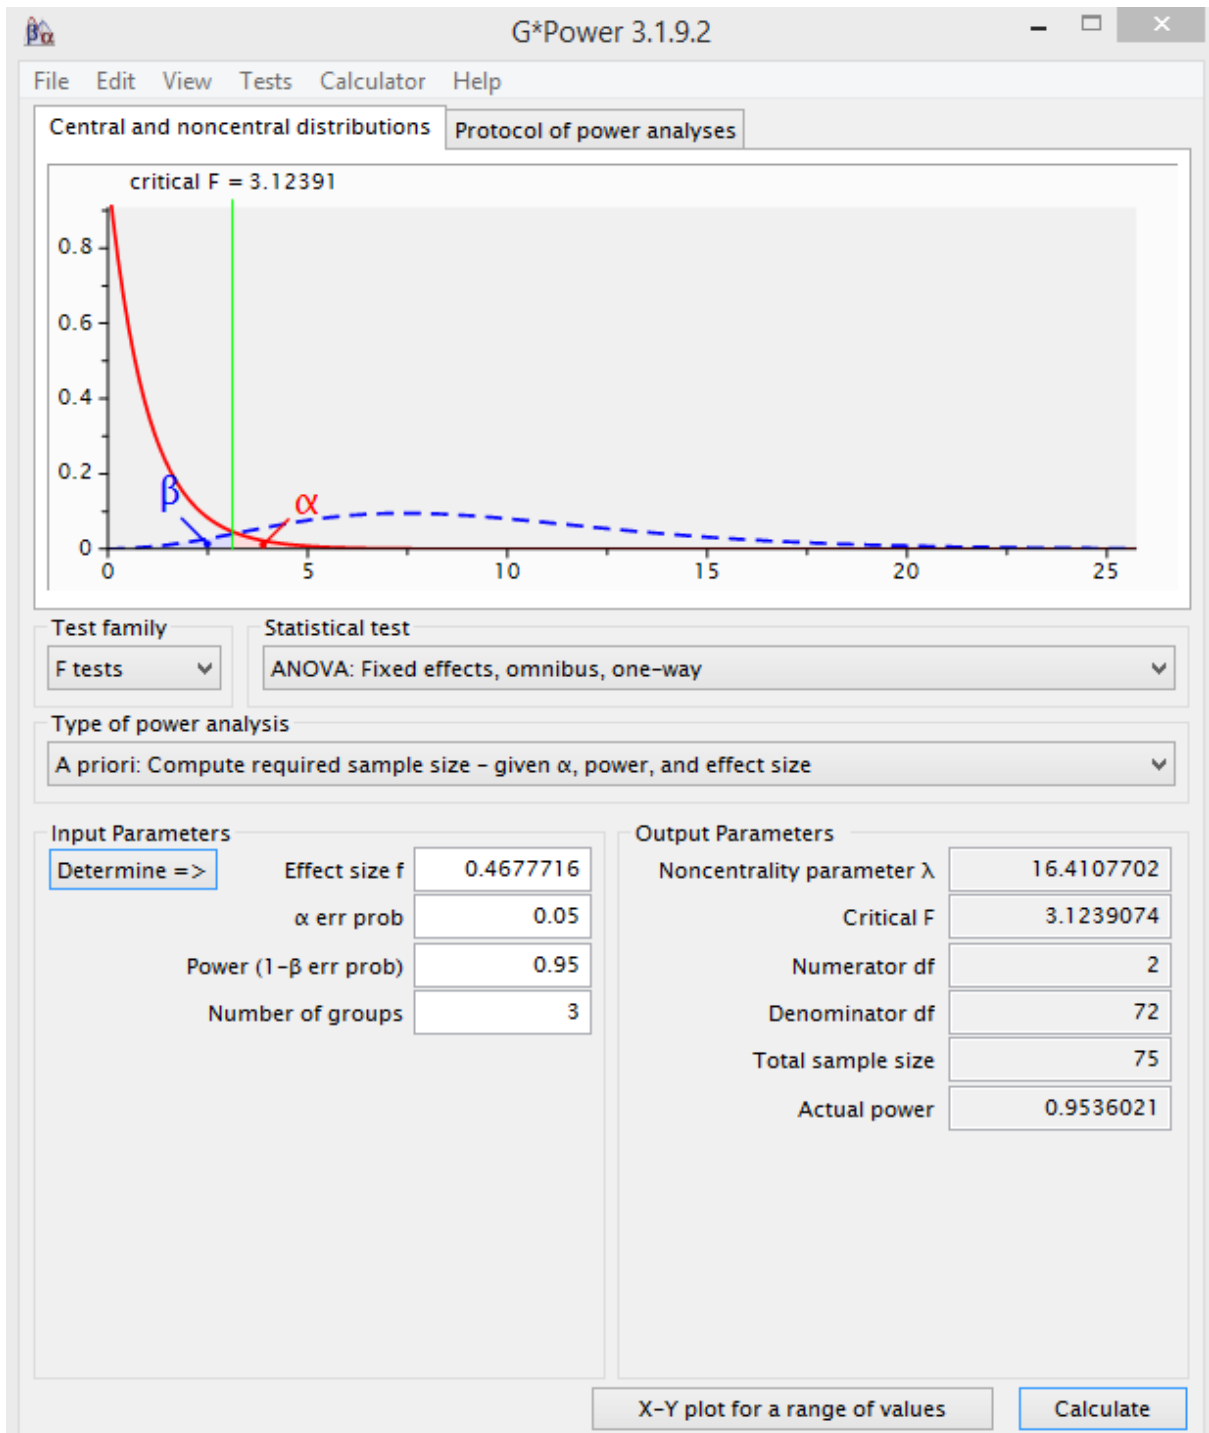 βα G*Power 3.1.9.2
File Edit View Tests Calculator Help
Central and noncentral distributions Protocol of power analyses
critical F = 3.12391
0.8
0.6
0.4
0.2
β α
0
0 5 10 15 20 25
Test family Statistical test
F tests ANOVA: Fixed effects, omnibus, one-way
Type of power analysis
A priori: Compute required sample size - given α, power, and effect size
Input Parameters Output Parameters
Determine => Effect size f 0.4677716 Noncentrality parameter λ 16.4107702
α err prob 0.05 Critical F 3.1239074
Power (1-β err prob) 0.95 Numerator df 2
Number of groups 3 Denominator df 72
Total sample size 75
Actual power 0.9536021
X-Y plot for a range of values Calculate